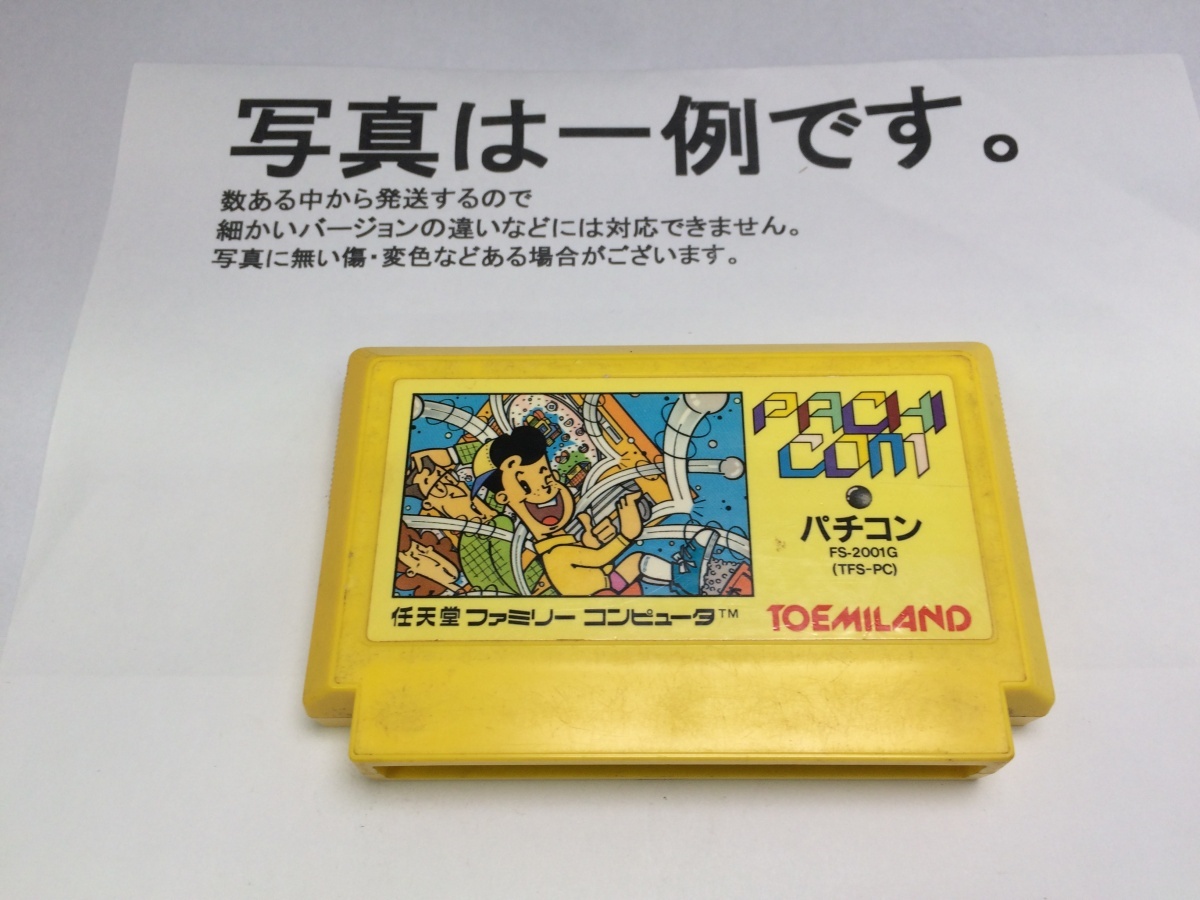 写真は一例です。
数ある中から発送するので
細かいバージョンの違いなどには対応できません。
写真に無い傷・変色などある場合がございます。
PACHI
COM
パチコン
FS-2001G
(TFS-PC)
任天堂 ファミリー コンピュータ™
TOEMILAND